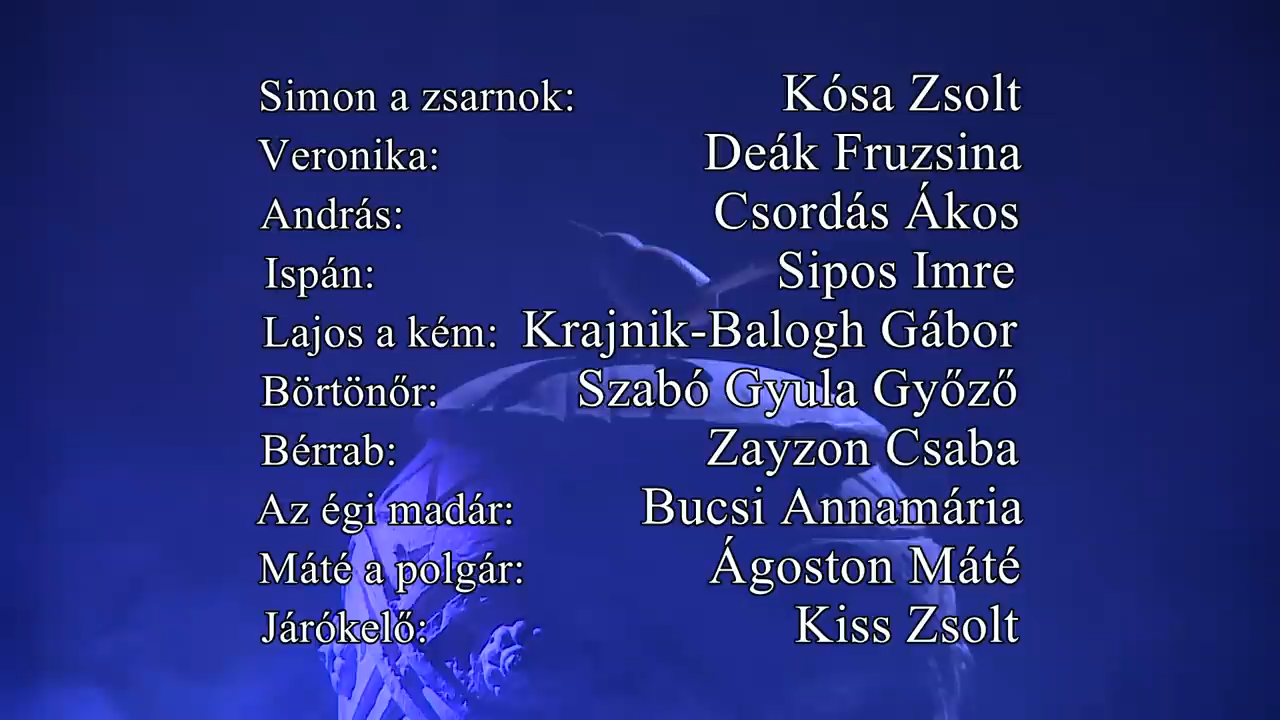 Simon a zsarnok: Kósa Zsolt
Veronika: Deák Fruzsina
András: Csordás Ákos
Ispán: Sipos Imre
Lajos a kém: Krajnik-Balogh Gábor
Börtönőr: Szabó Gyula Győző
Bérrab: Zayzon Csaba
Az égi madár: Bucsi Annamária
Máté a polgár: Ágoston Máté
Járókelő: Kiss Zsolt